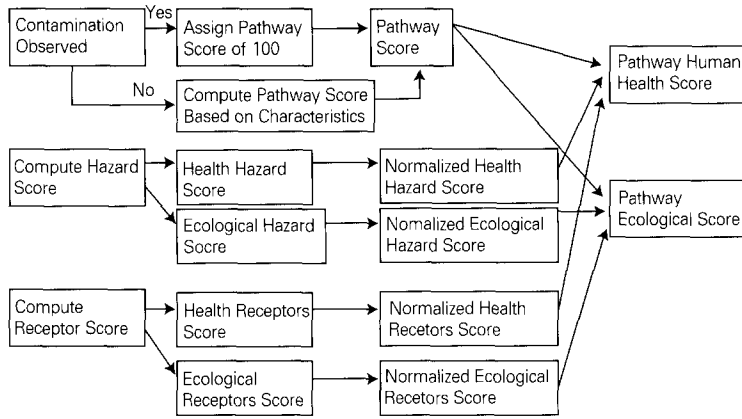 Contamination
Observed
Yes
Assign Pathway
Score of 100
Pathway
Score
Pathway Human
Health Score
No
Compute Pathway Score
Based on Characteristics
Compute Hazard
Score
Health Hazard
Score
Normalized Health
Hazard Score
Ecological Hazard
Socre
Nomalized Ecological
Hazard Score
Pathway
Ecological Score
Compute
Receptor Score
Health Receptors
Score
Normalized Health
Recetors Score
Ecological
Receptors Score
Normalized Ecological
Recetors Score